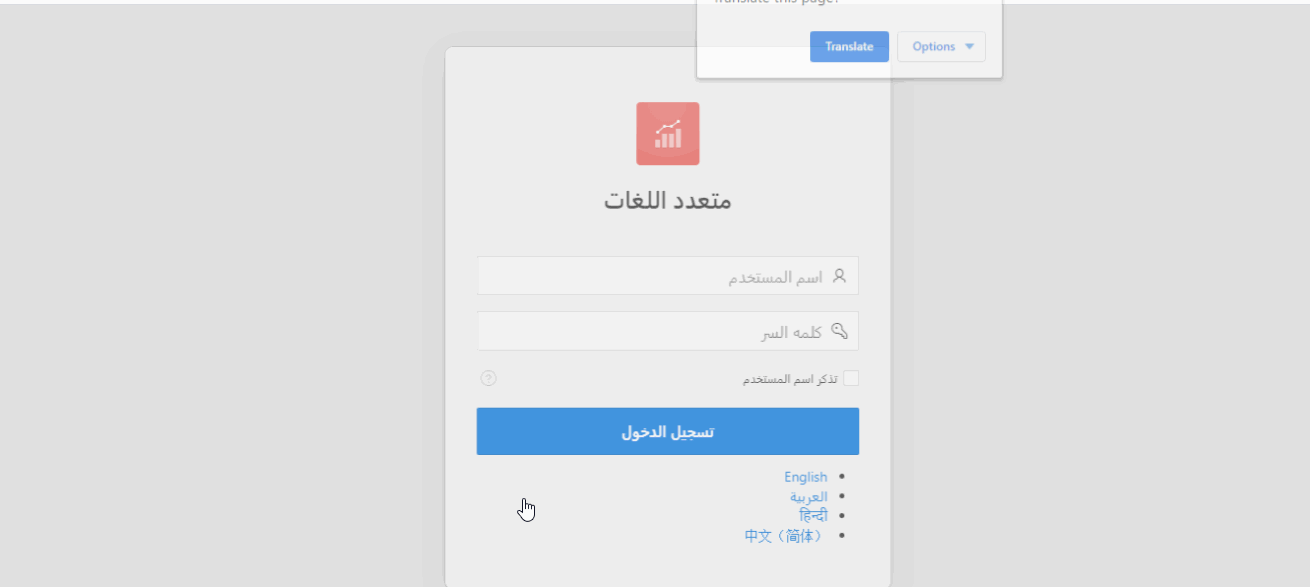 Translate this page?
Translate
Options
متعدد اللغات
اسم المستخدم
كلمه السر
تذكر اسم المستخدم
?
تسجيل الدخول
English
العربية
हिन्दी
中文（简体）